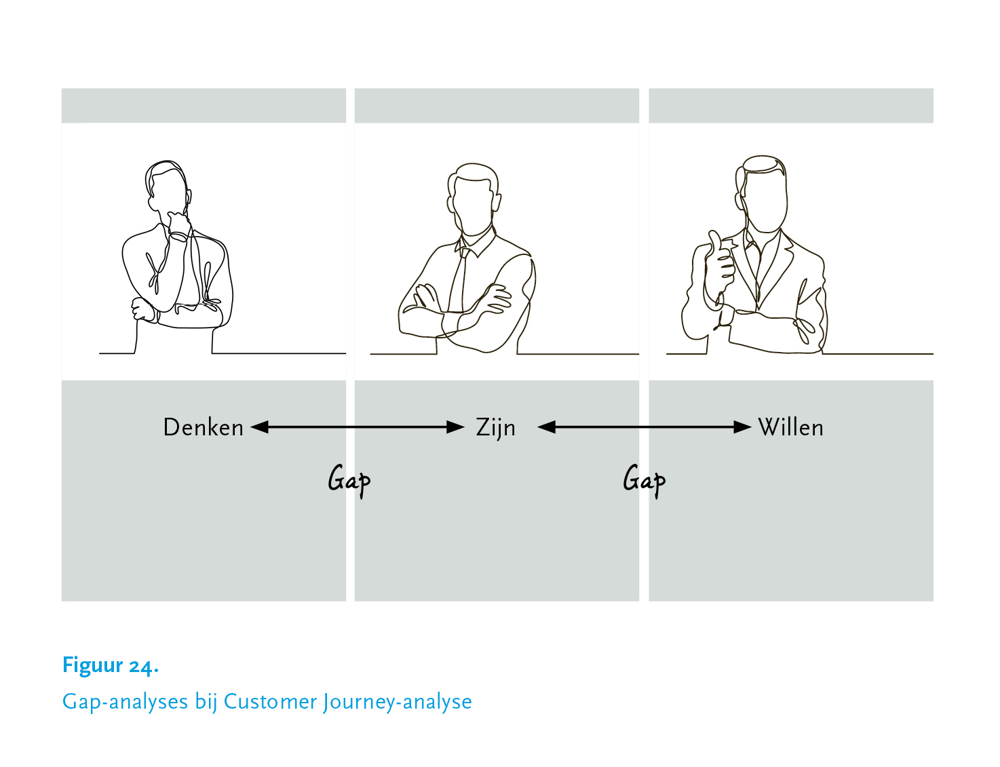 Denken Zijn Willen
Gap Gap
Figuur 24.
Gap-analyses bij Customer Journey-analyse